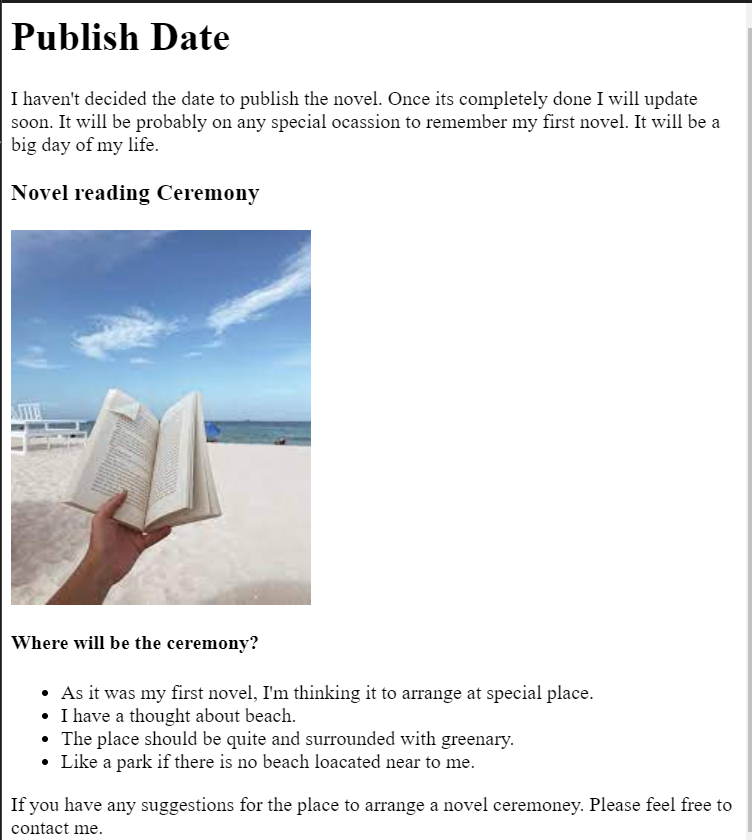 Publish Date
I haven't decided the date to publish the novel. Once its completely done I will update
soon. It will be probably on any special ocassion to remember my first novel. It will be a
big day of my life.
Novel reading Ceremony
Where will be the ceremony?
As it was my first novel, I'm thinking it to arrange at special place.
I have a thought about beach.
The place should be quite and surrounded with greenary.
Like a park if there is no beach loacated near to me.
If you have any suggestions for the place to arrange a novel ceremoney. Please feel free to
contact me.